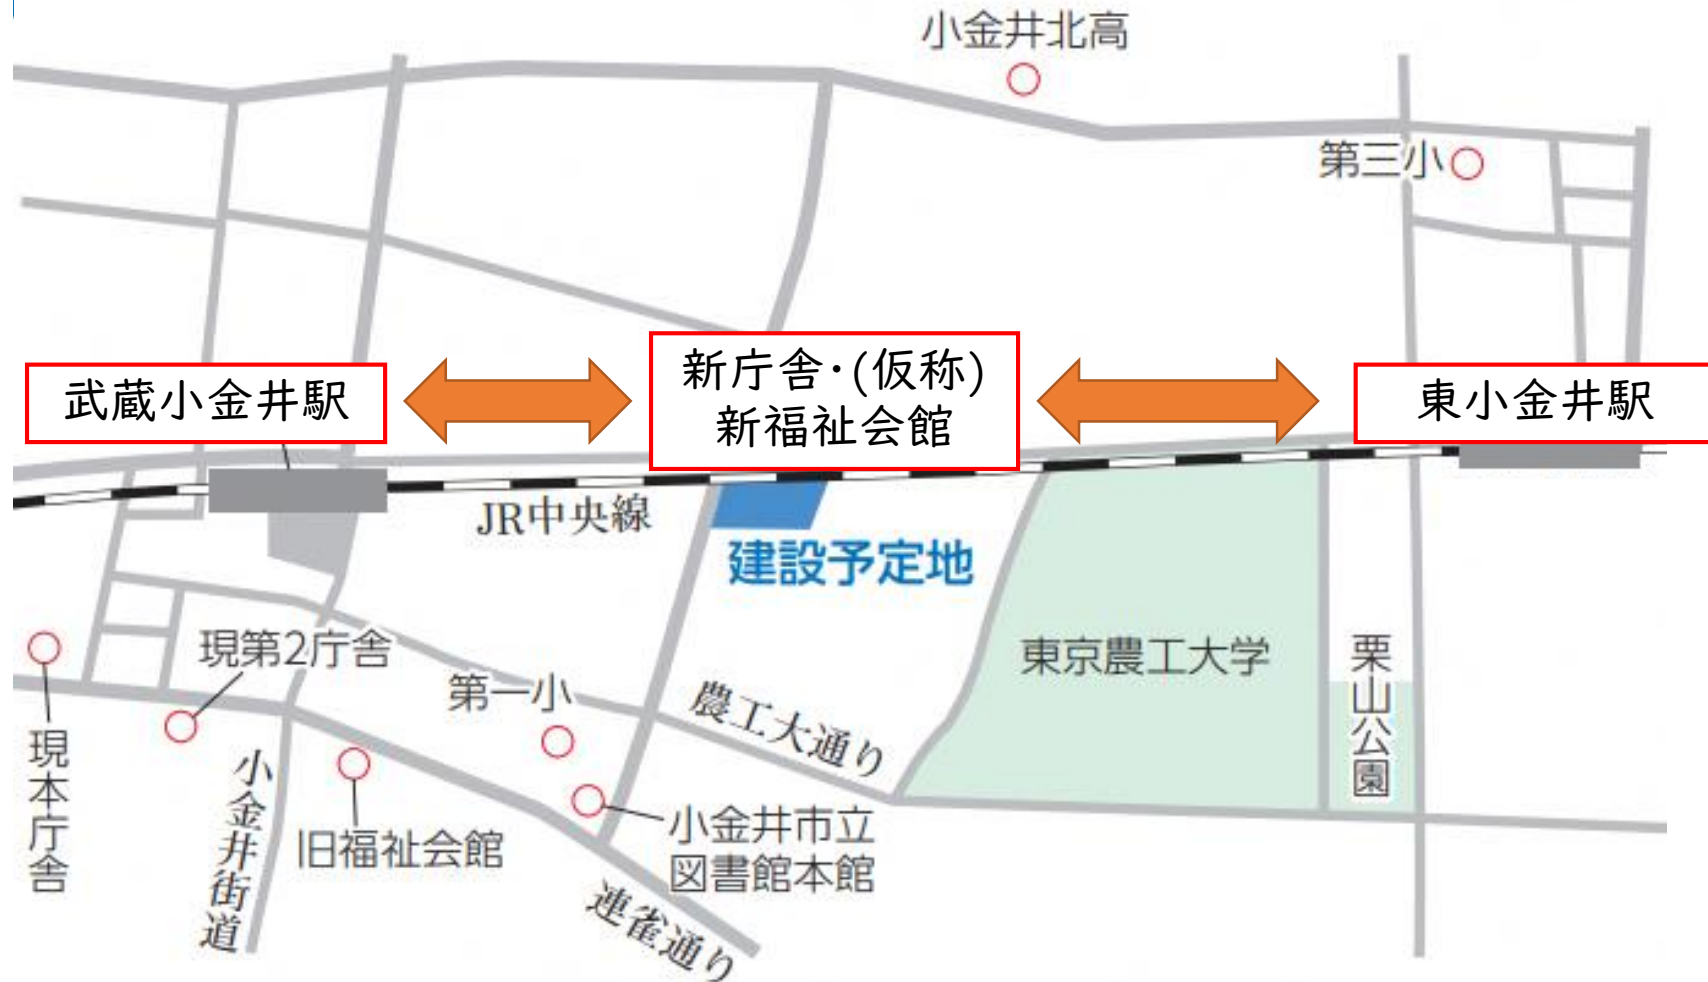 小金井北高
第三小
武蔵小金井駅
新庁舎・(仮称)
新福祉会館
東小金井駅
JR中央線
建設予定地
現第2庁舎
第一小
農工大通り
東京農工大学
栗山公園
現本庁舎
小金井街道
旧福祉会館
小金井市立
図書館本館
連雀通り